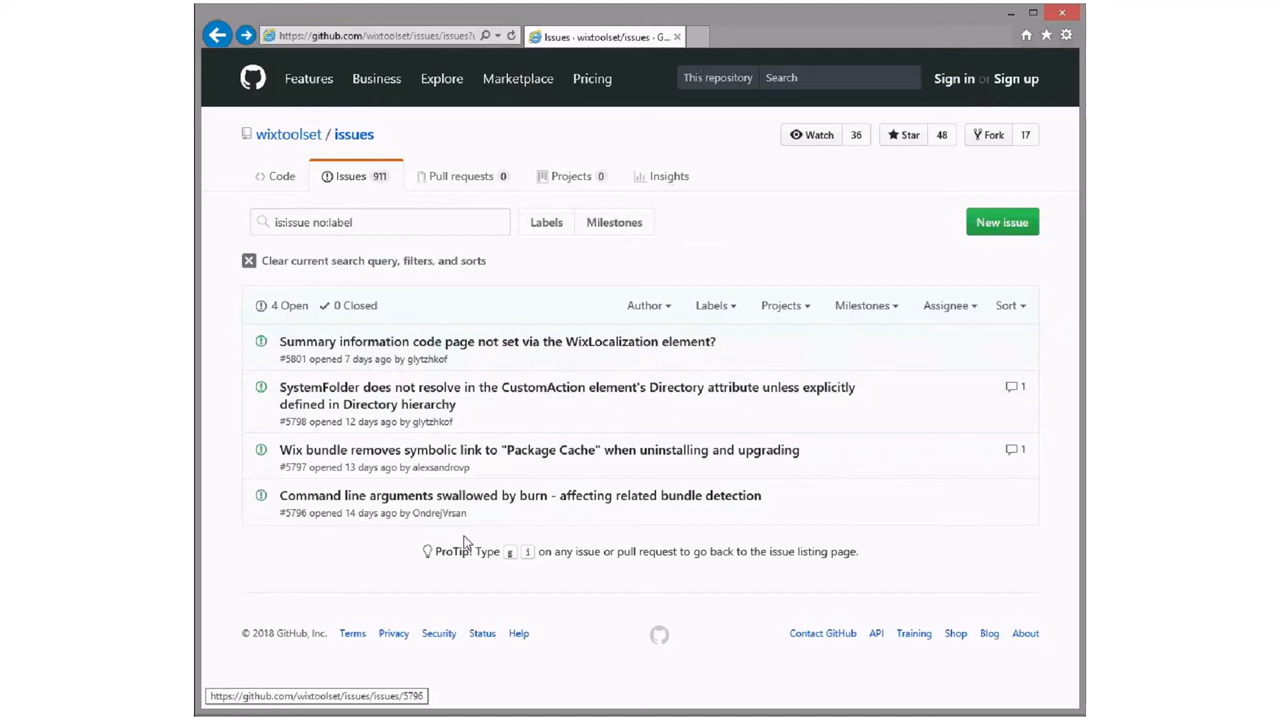 https://github.com/wixtoolset/issues/issues?u
Issues · wixtoolset/issues · G...
Features Business Explore Marketplace Pricing This repository Search Sign in or Sign up
wixtoolset / issues Watch 36 Star 48 Fork 17
Code Issues 911 Pull requests 0 Projects 0 Insights
is:issue no:label Labels Milestones New issue
Clear current search query, filters, and sorts
4 Open 0 Closed Author Labels Projects Milestones Assignee Sort
Summary information code page not set via the WixLocalization element?
#5801 opened 7 days ago by glytzhkof
SystemFolder does not resolve in the CustomAction element's Directory attribute unless explicitly 1
defined in Directory hierarchy
#5798 opened 12 days ago by glytzhkof
Wix bundle removes symbolic link to "Package Cache" when uninstalling and upgrading 1
#5797 opened 13 days ago by alexsandrovp
Command line arguments swallowed by burn - affecting related bundle detection
#5796 opened 14 days ago by OndrejVrsan
ProTip! Type g i on any issue or pull request to go back to the issue listing page.
© 2018 GitHub, Inc. Terms Privacy Security Status Help Contact GitHub API Training Shop Blog About
https://github.com/wixtoolset/issues/issues/5796